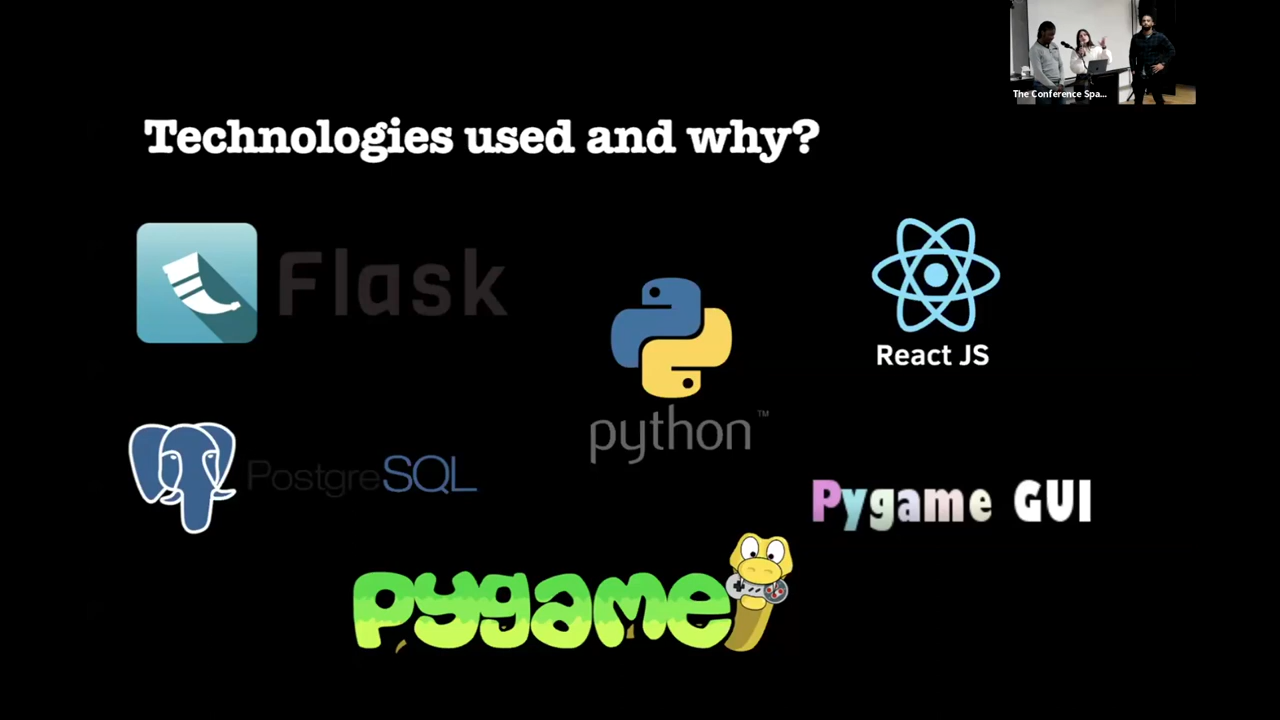 The Conference Spa...
Technologies used and why?
Flask
python™
React JS
PostgreSQL
Pygame GUI
pygame